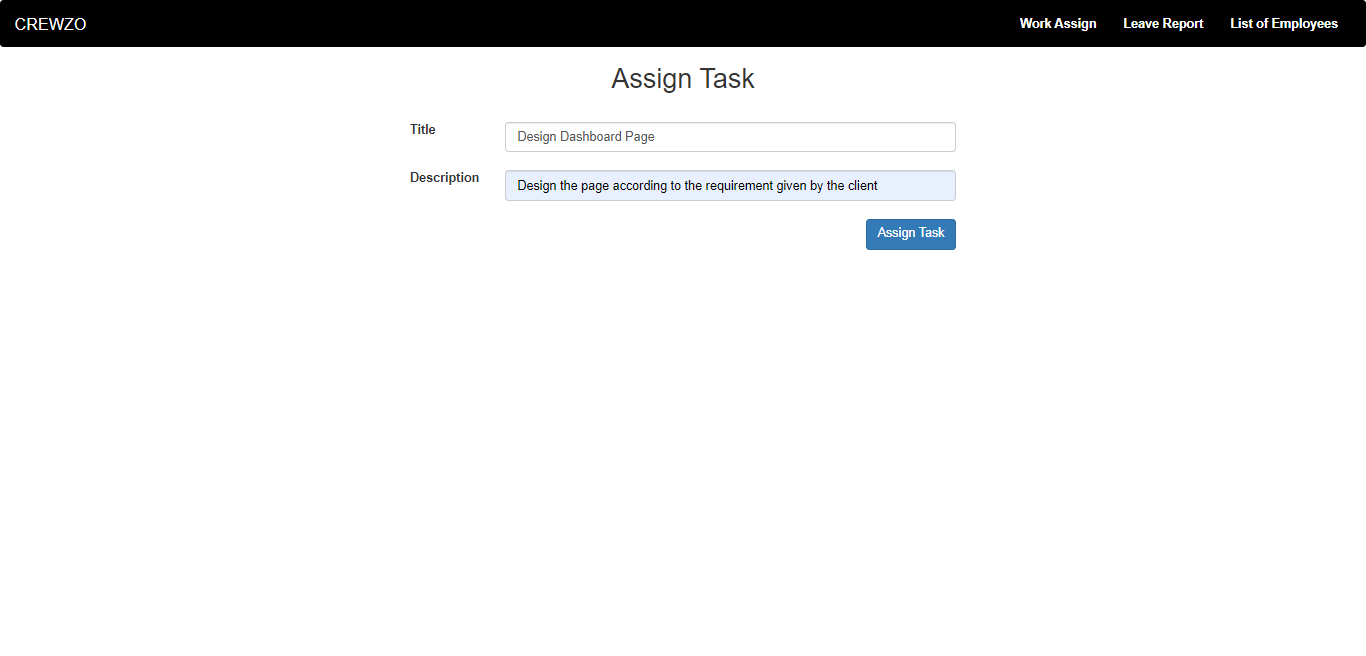 CREWZO
Work Assign
Leave Report
List of Employees
Assign Task
Title
Design Dashboard Page
Description
Design the page according to the requirement given by the client
Assign Task